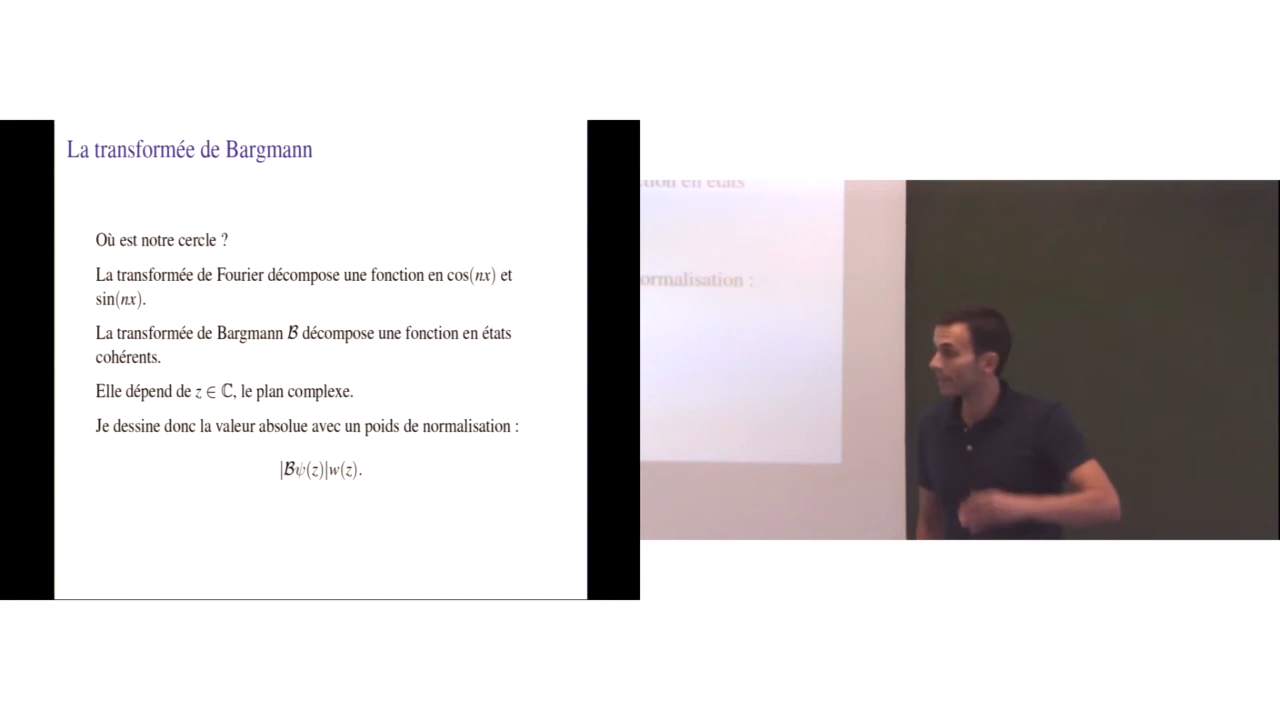 La transformée de Bargmann
Où est notre cercle ?
La transformée de Fourier décompose une fonction en cos(nx) et
sin(nx).
La transformée de Bargmann ℬ décompose une fonction en états
cohérents.
Elle dépend de z ∈ ℂ, le plan complexe.
Je dessine donc la valeur absolue avec un poids de normalisation :
|ℬψ(z)|w(z).
en états
ormalisation :